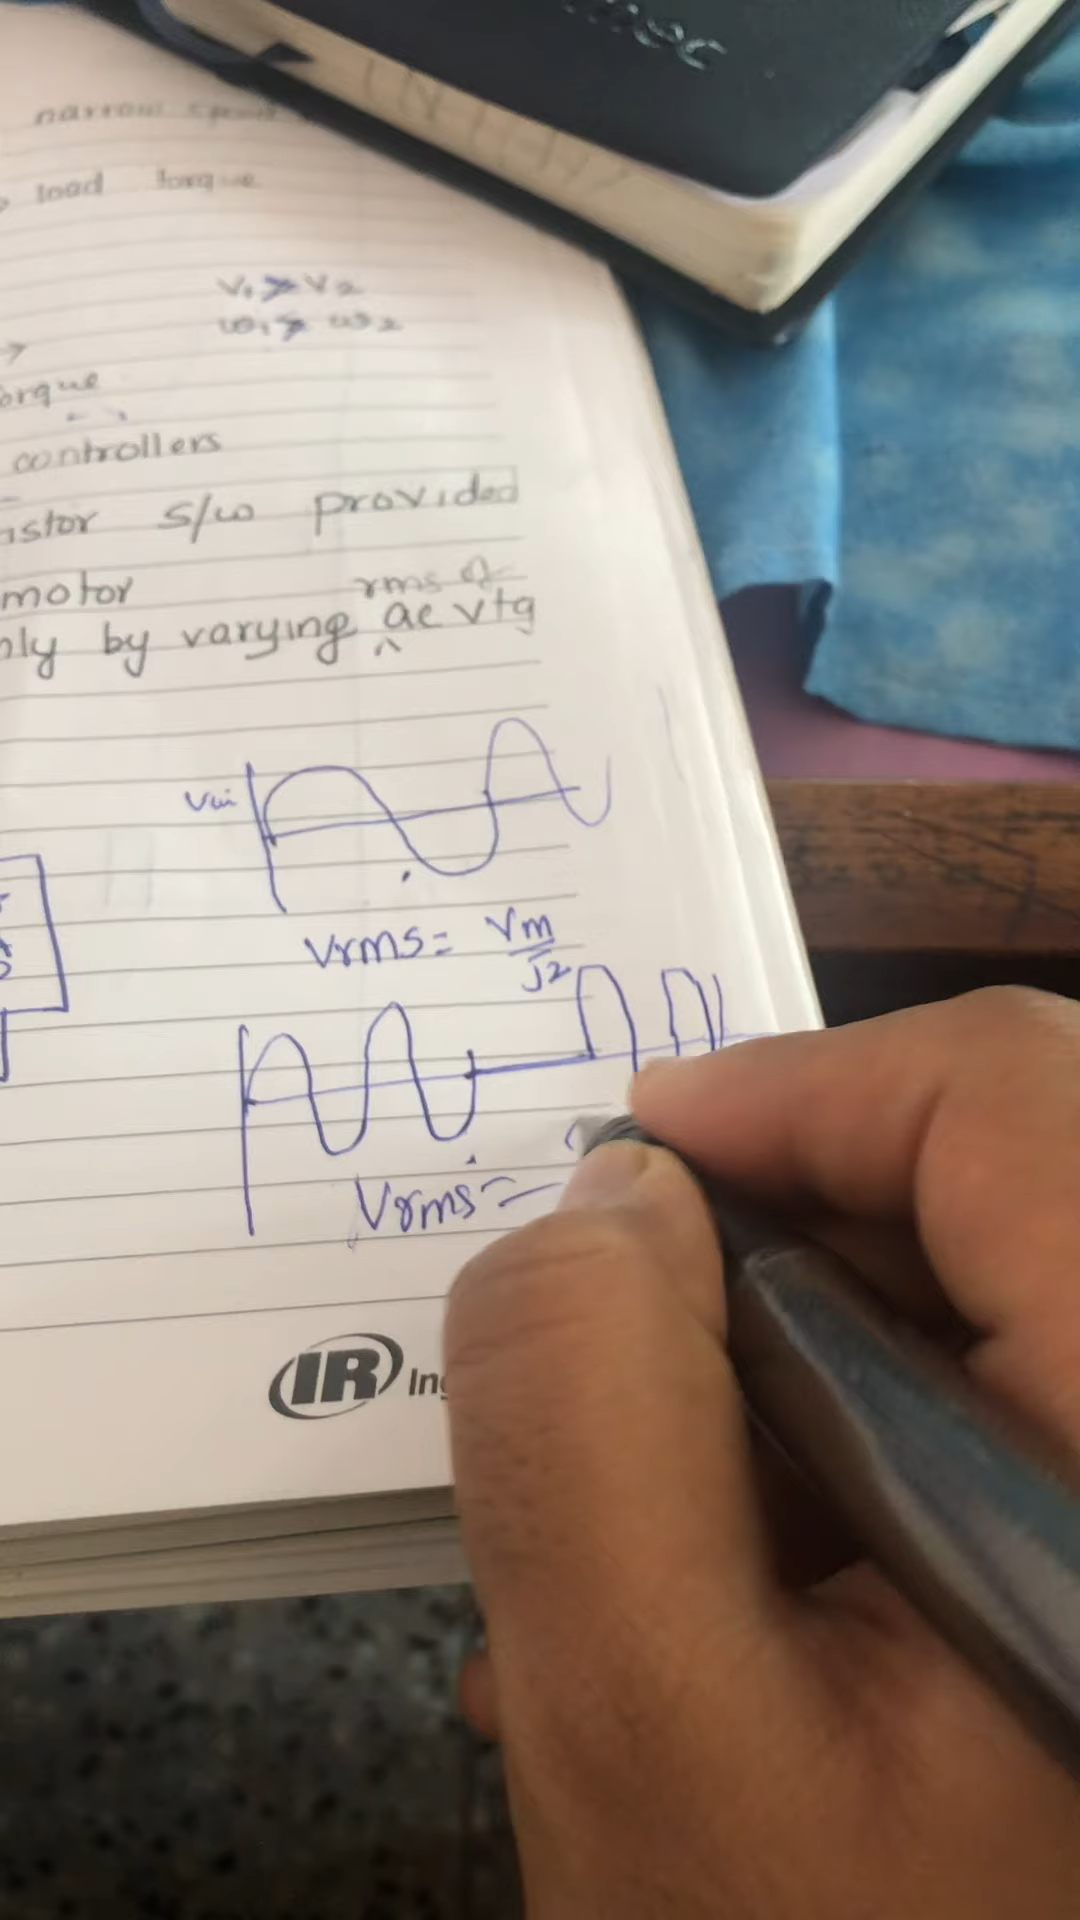 narrow
load torque
V1 > V2
ω1 > ω2
→
orque
controllers
istor s/w provided
motor rms of
nly by varying ^ ac vtg
Vin
Vrms = Vm/√2
Vrms =
IR In